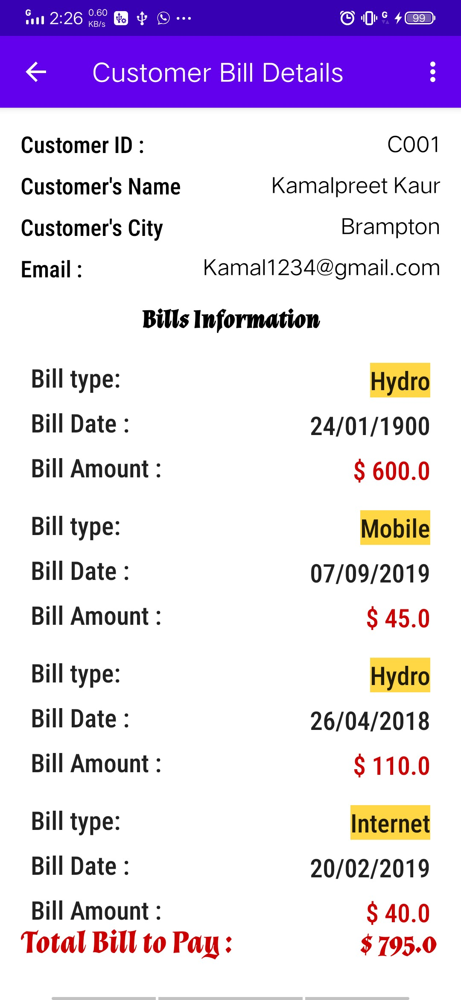 G 2:26 0.60 KB/s ... G 99
Customer Bill Details
Customer ID : C001
Customer's Name Kamalpreet Kaur
Customer's City Brampton
Email : Kamal1234@gmail.com
Bills Information
Bill type: Hydro
Bill Date : 24/01/1900
Bill Amount : $ 600.0
Bill type: Mobile
Bill Date : 07/09/2019
Bill Amount : $ 45.0
Bill type: Hydro
Bill Date : 26/04/2018
Bill Amount : $ 110.0
Bill type: Internet
Bill Date : 20/02/2019
Bill Amount : $ 40.0
Total Bill to Pay : $ 795.0